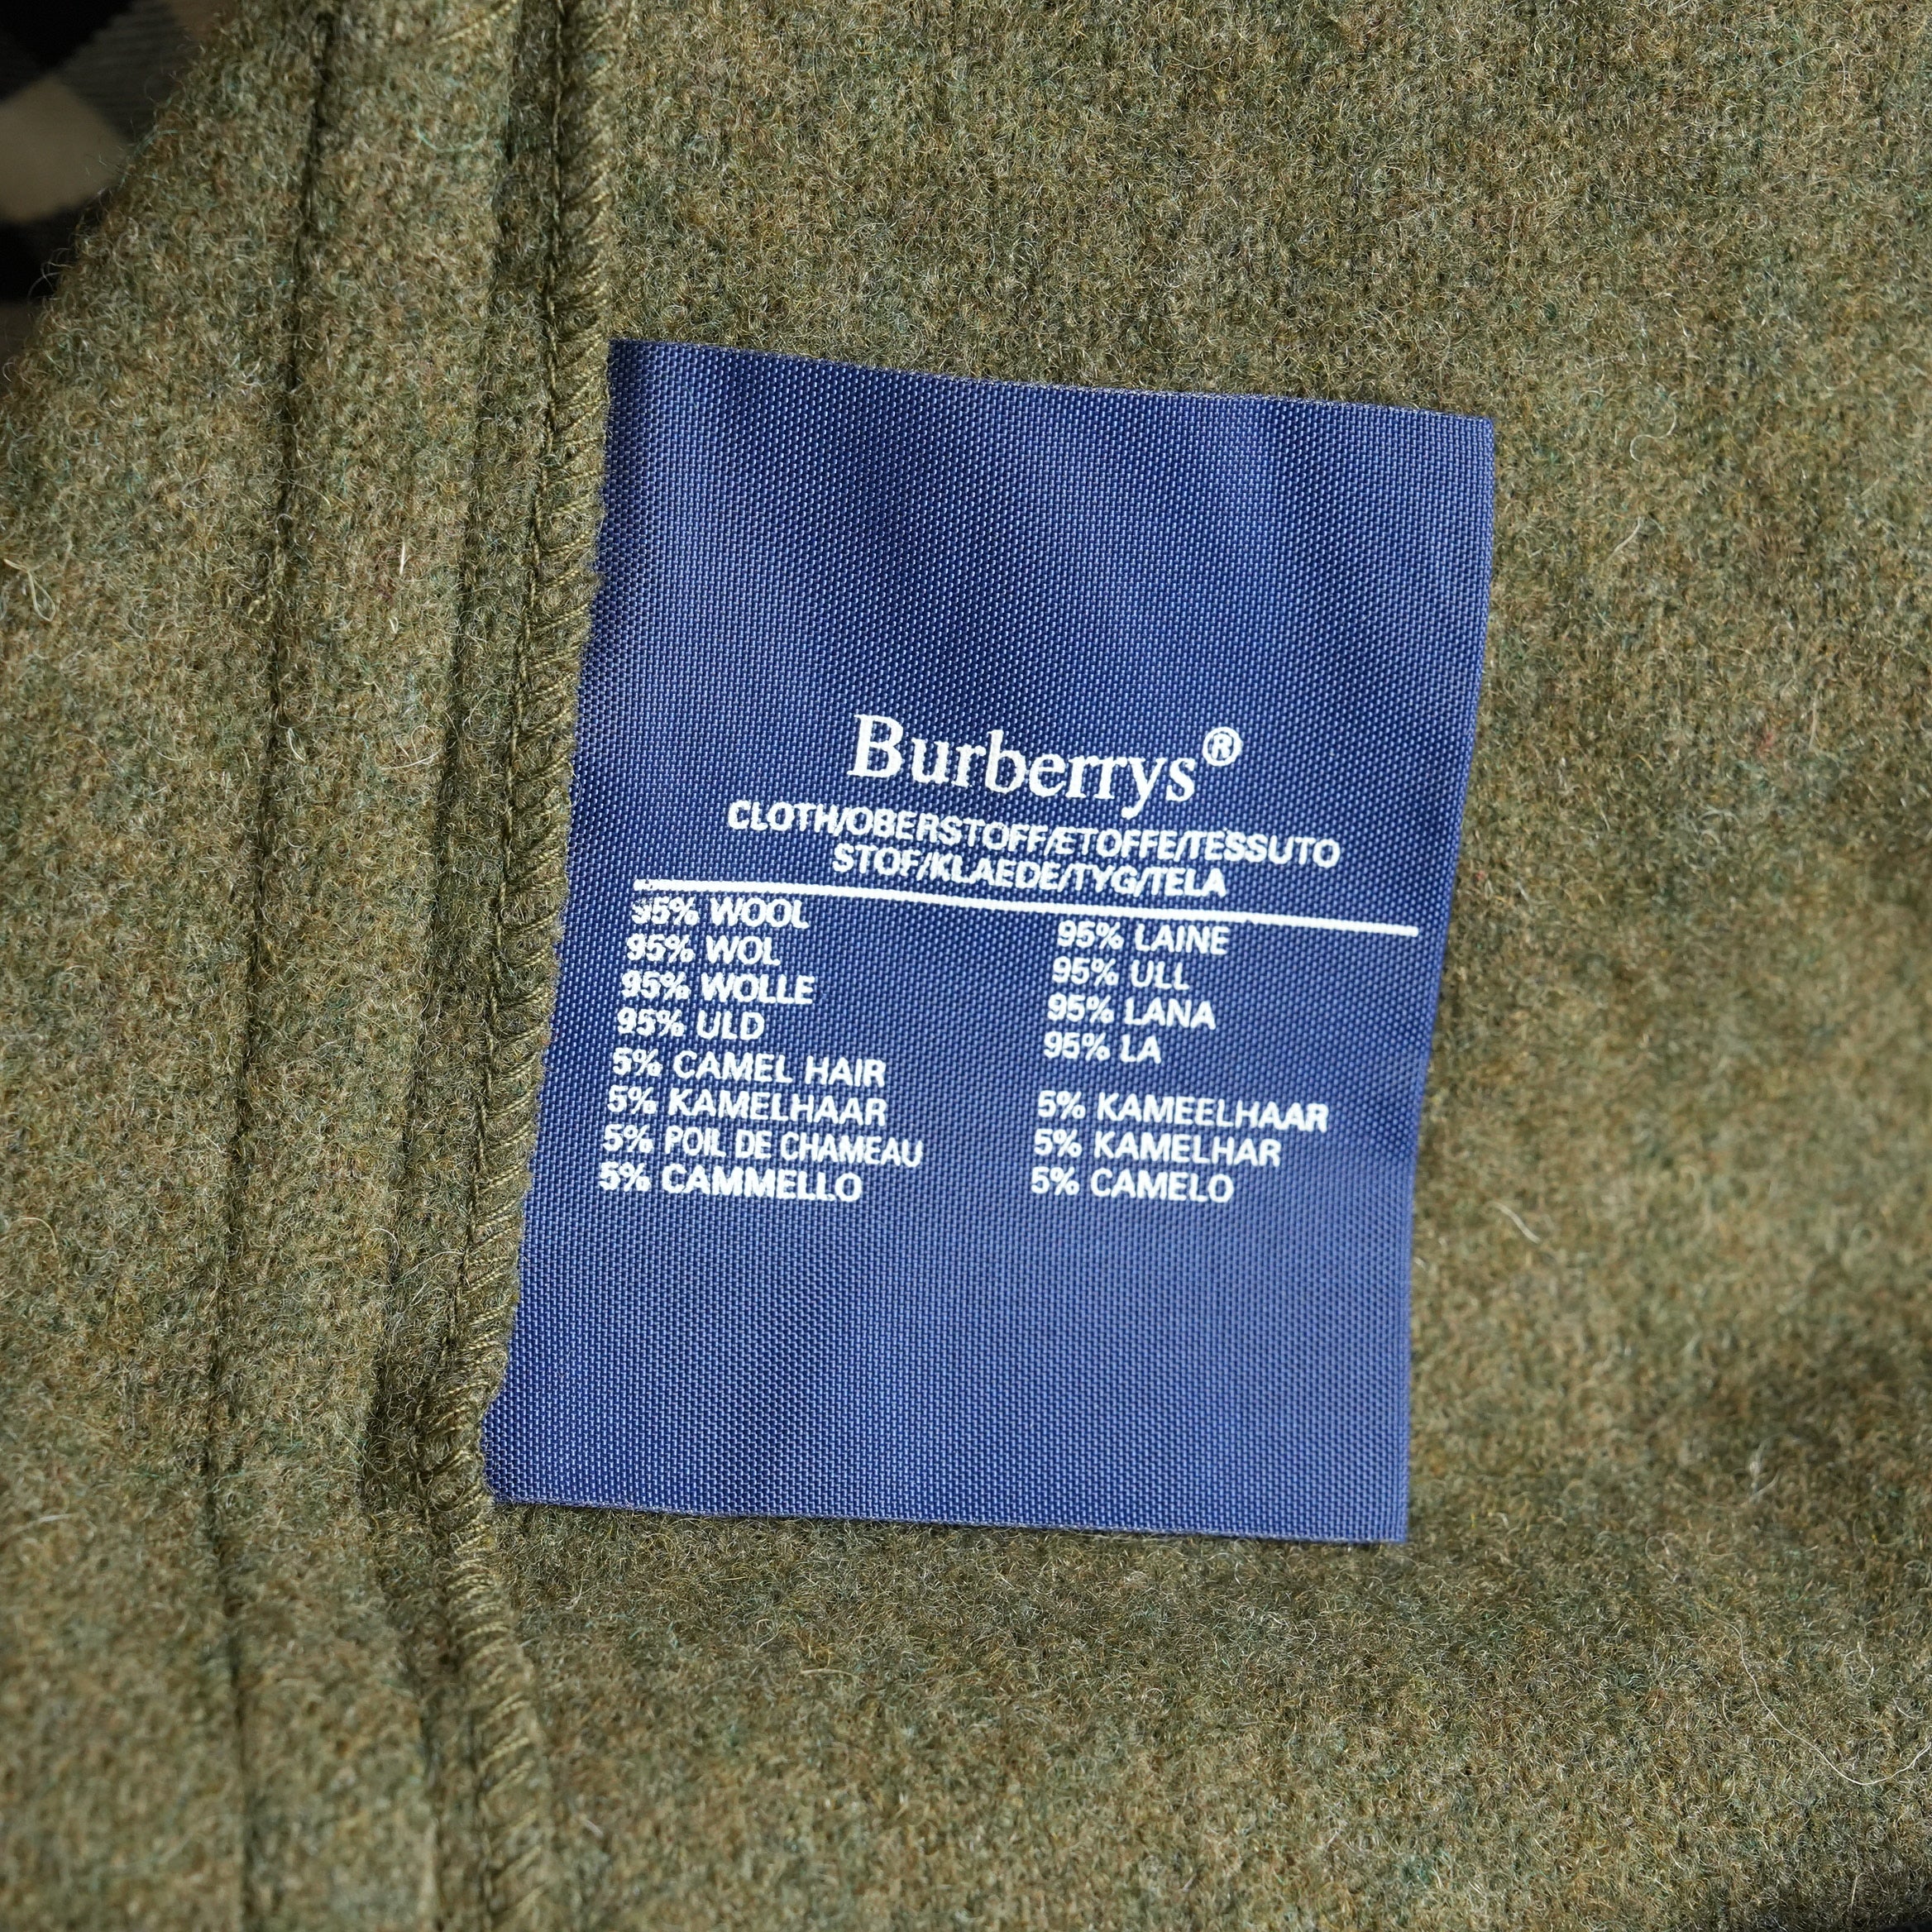 Burberrys®
CLOTH/OBERSTOFF/ÆTOFFE/TESSUTO
STOF/KLAEDE/TYG/TELA
95% WOOL
95% WOL
95% WOLLE
95% ULD
5% CAMEL HAIR
5% KAMELHAAR
5% POIL DE CHAMEAU
5% CAMMELLO
95% LAINE
95% ULL
95% LANA
95% LA
5% KAMEELHAAR
5% KAMELHAR
5% CAMELO